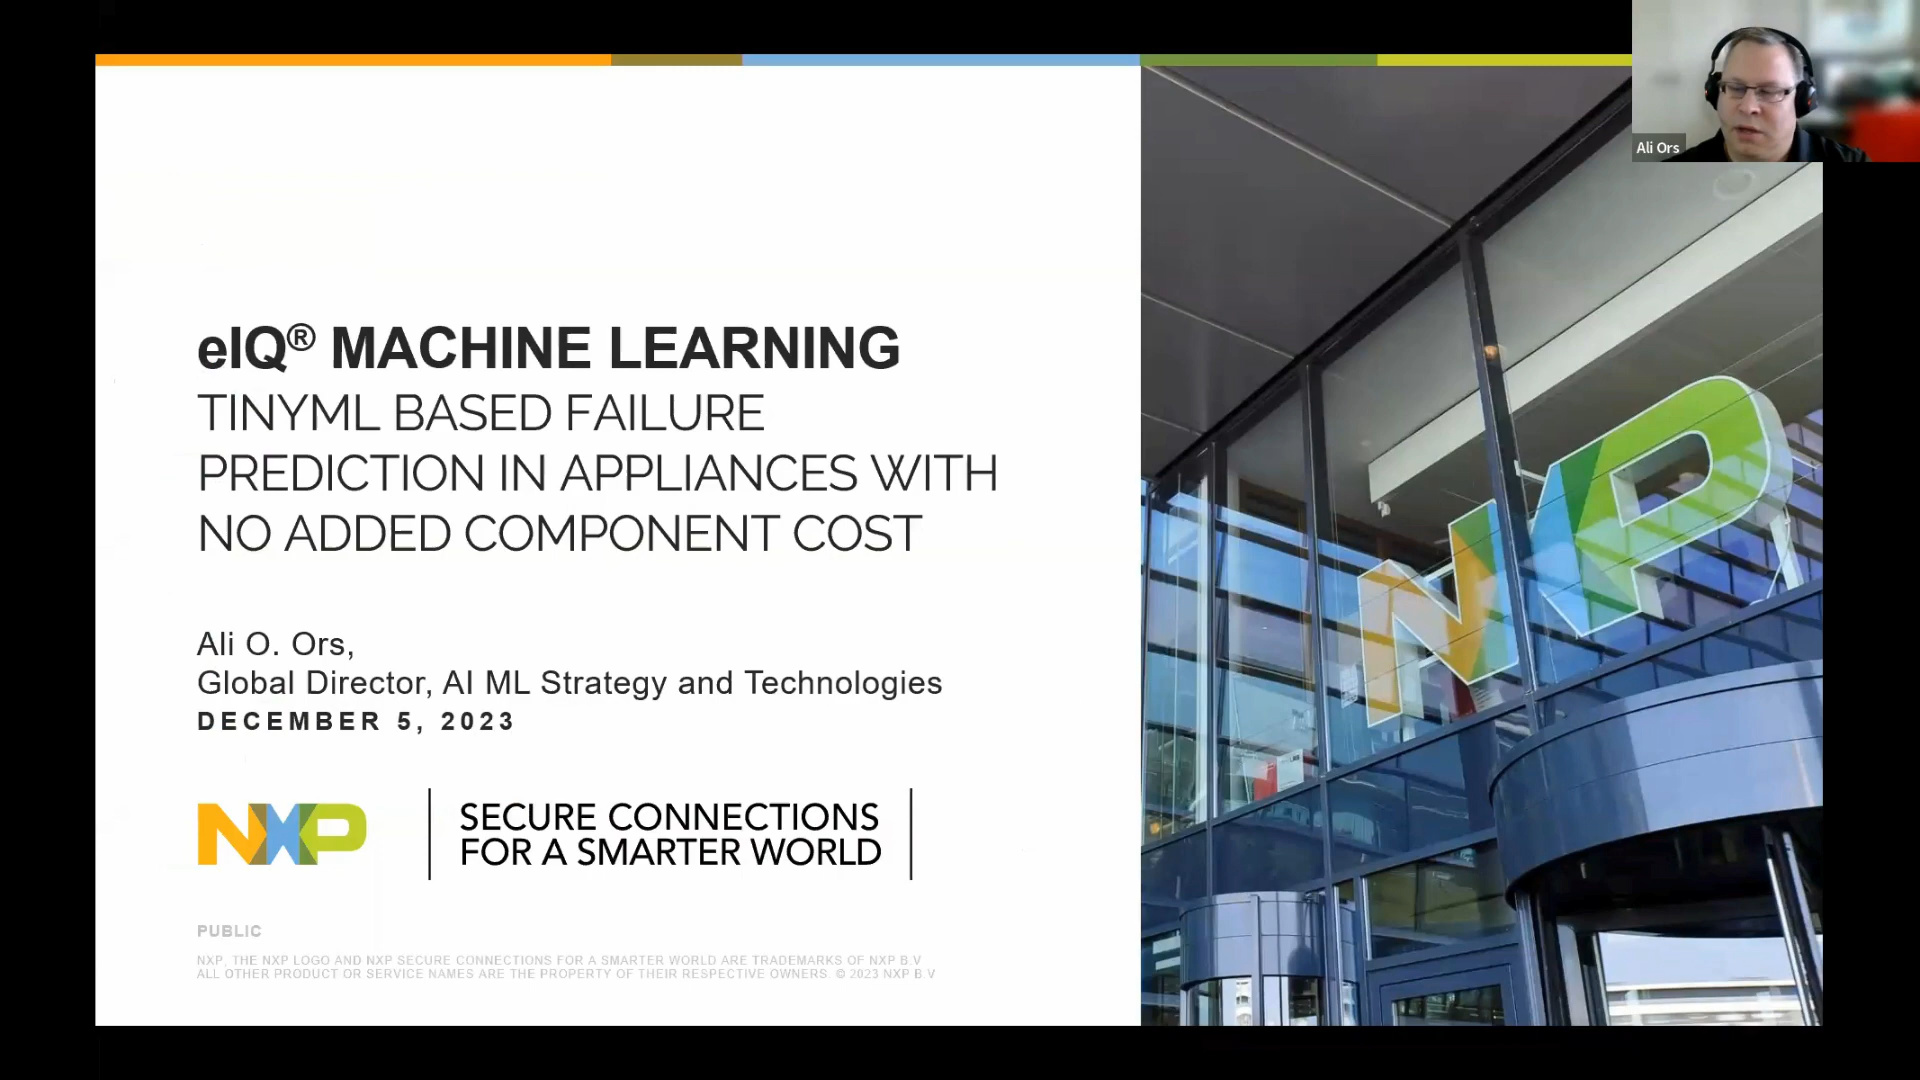 Ali Ors
eIQ® MACHINE LEARNING
TINYML BASED FAILURE
PREDICTION IN APPLIANCES WITH
NO ADDED COMPONENT COST
Ali O. Ors,
Global Director, AI ML Strategy and Technologies
DECEMBER 5, 2023
NXP
SECURE CONNECTIONS
FOR A SMARTER WORLD
PUBLIC
NXP, THE NXP LOGO AND NXP SECURE CONNECTIONS FOR A SMARTER WORLD ARE TRADEMARKS OF NXP B.V
ALL OTHER PRODUCT OR SERVICE NAMES ARE THE PROPERTY OF THEIR RESPECTIVE OWNERS. © 2023 NXP B V
NXP